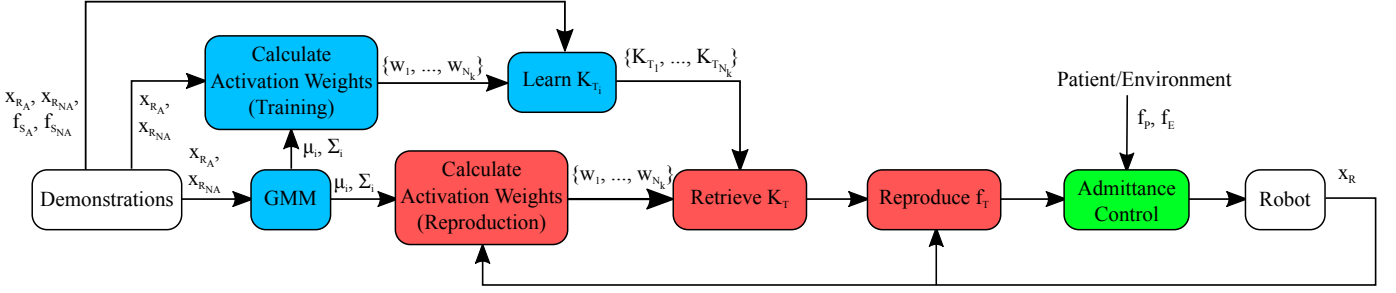 x_{R_A}, x_{R_{NA}},
f_{S_A}, f_{S_{NA}}
Demonstrations
x_{R_A},
x_{R_{NA}}
x_{R_A},
x_{R_{NA}}
Calculate
Activation Weights
(Training)
μ_i, Σ_i
GMM
μ_i, Σ_i
{w_1, ..., w_{N_k}}
Learn K_{T_i}
{K_{T_1}, ..., K_{T_{N_k}}}
Calculate
Activation Weights
(Reproduction)
{w_1, ..., w_{N_k}}
Retrieve K_T
Reproduce f_T
Patient/Environment
f_P, f_E
Admittance
Control
Robot
x_R